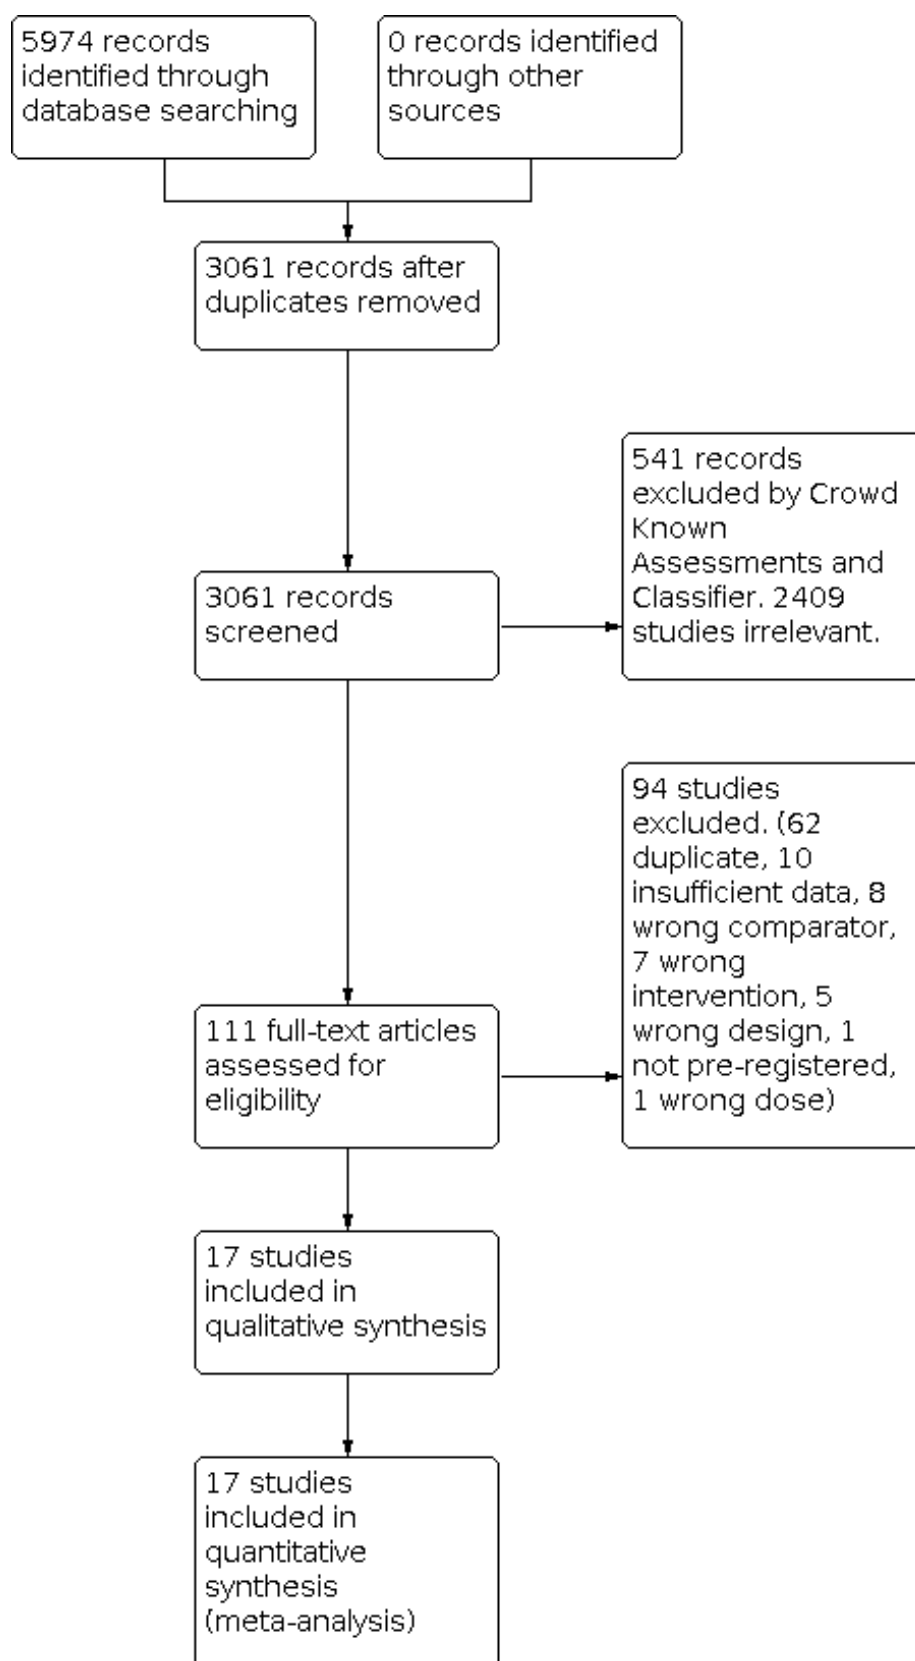 5974 records
identified through
database searching
0 records identified
through other
sources
3061 records after
duplicates removed
541 records
excluded by Crowd
Known
Assessments and
Classifier. 2409
studies irrelevant.
3061 records
screened
94 studies
excluded. (62
duplicate, 10
insufficient data, 8
wrong comparator,
7 wrong
intervention, 5
wrong design, 1
not pre-registered,
1 wrong dose)
111 full-text articles
assessed for
eligibility
17 studies
included in
qualitative synthesis
17 studies
included in
quantitative
synthesis
(meta-analysis)